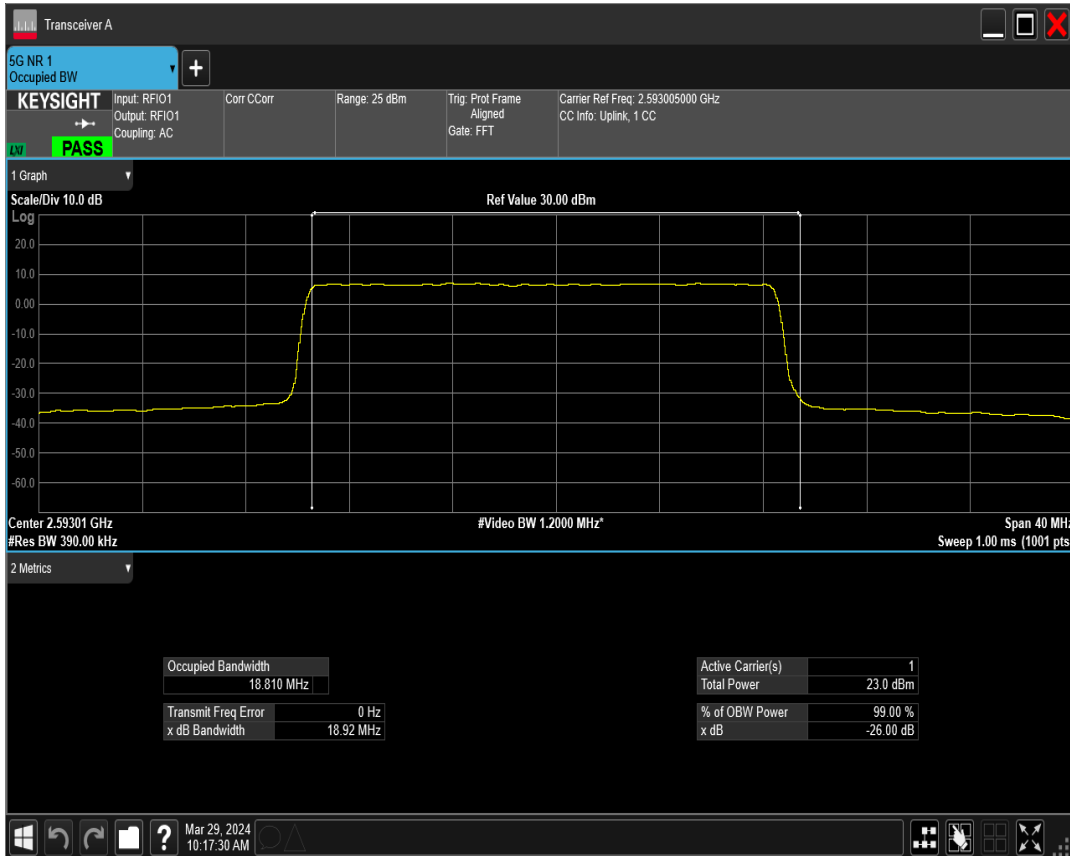 Transceiver A
5G NR 1
Occupied BW
KEYSIGHT
LXI
PASS
Input: RFIO1
Output: RFIO1
Coupling: AC
Corr CCorr
Range: 25 dBm
Trig: Prot Frame
Aligned
Gate: FFT
Carrier Ref Freq: 2.593005000 GHz
CC Info: Uplink, 1 CC
1 Graph
Scale/Div 10.0 dB
Ref Value 30.00 dBm
Log
20.0
10.0
0.00
-10.0
-20.0
-30.0
-40.0
-50.0
-60.0
Center 2.59301 GHz
#Video BW 1.2000 MHz*
Span 40 MHz
#Res BW 390.00 kHz
Sweep 1.00 ms (1001 pts
2 Metrics
Occupied Bandwidth
18.810 MHz
Transmit Freq Error 0 Hz
x dB Bandwidth 18.92 MHz
Active Carrier(s) 1
Total Power 23.0 dBm
% of OBW Power 99.00 %
x dB -26.00 dB
?
Mar 29, 2024
10:17:30 AM